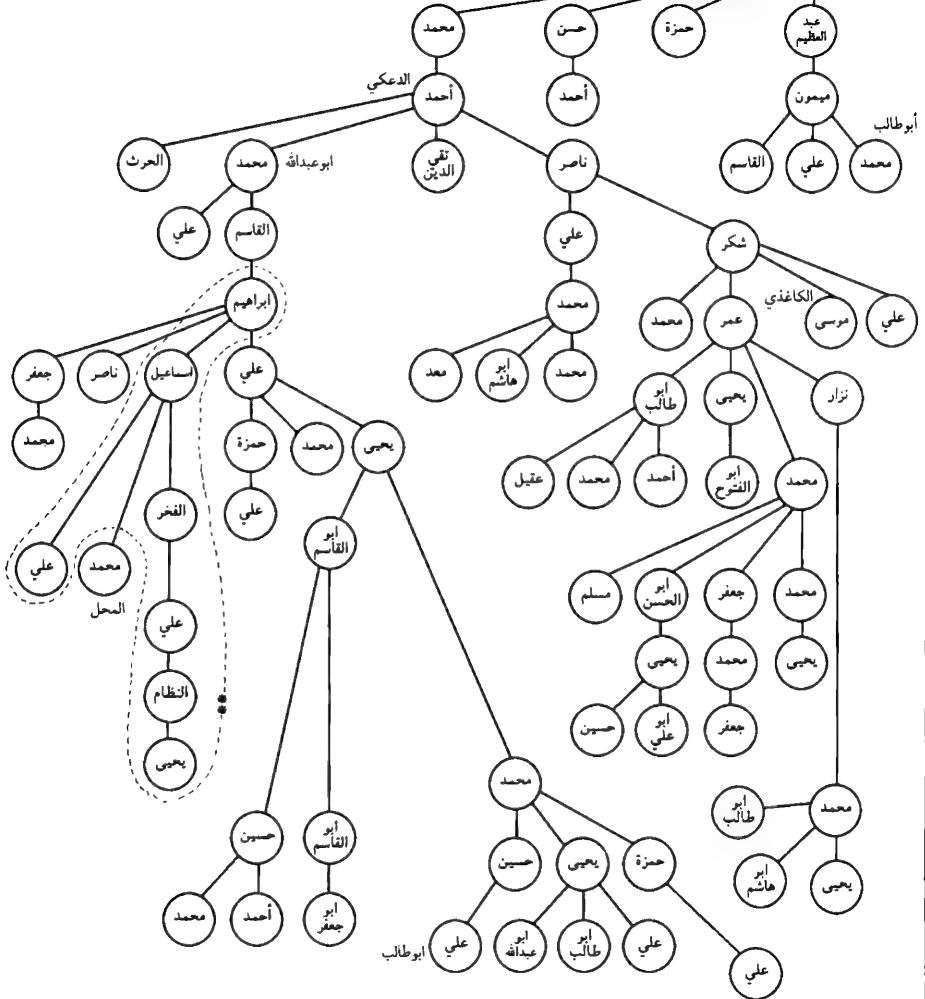 عبد
العظيم
حمزة
حسن
محمد
ميمون
أحمد
أحمد
الدعكي
أبوطالب
محمد
علي
القاسم
ناصر
تقي
الدين
ابوعبدالله
محمد
الحرث
شكر
علي
القاسم
علي
علي
موسى
الكاغذي
عمر
محمد
محمد
ابراهيم
نزار
يحيى
ابو
طالب
محمد
ابو
هاشم
معد
علي
اسماعيل
ناصر
جعفر
محمد
ابو
الفتوح
أحمد
محمد
عقيل
يحيى
محمد
حمزة
محمد
الفخر
علي
ابو
القاسم
محمد
جعفر
ابو
الحسن
مسلم
محمد
علي
المحل
علي
يحيى
محمد
يحيى
النظام
جعفر
ابو
علي
حسين
يحيى
محمد
محمد
ابو
طالب
أبو
القاسم
حسين
حمزة
يحيى
حسين
يحيى
ابو
هاشم
ابو
جعفر
أحمد
محمد
علي
ابو
طالب
ابو
عبدالله
علي
ابوطالب
علي